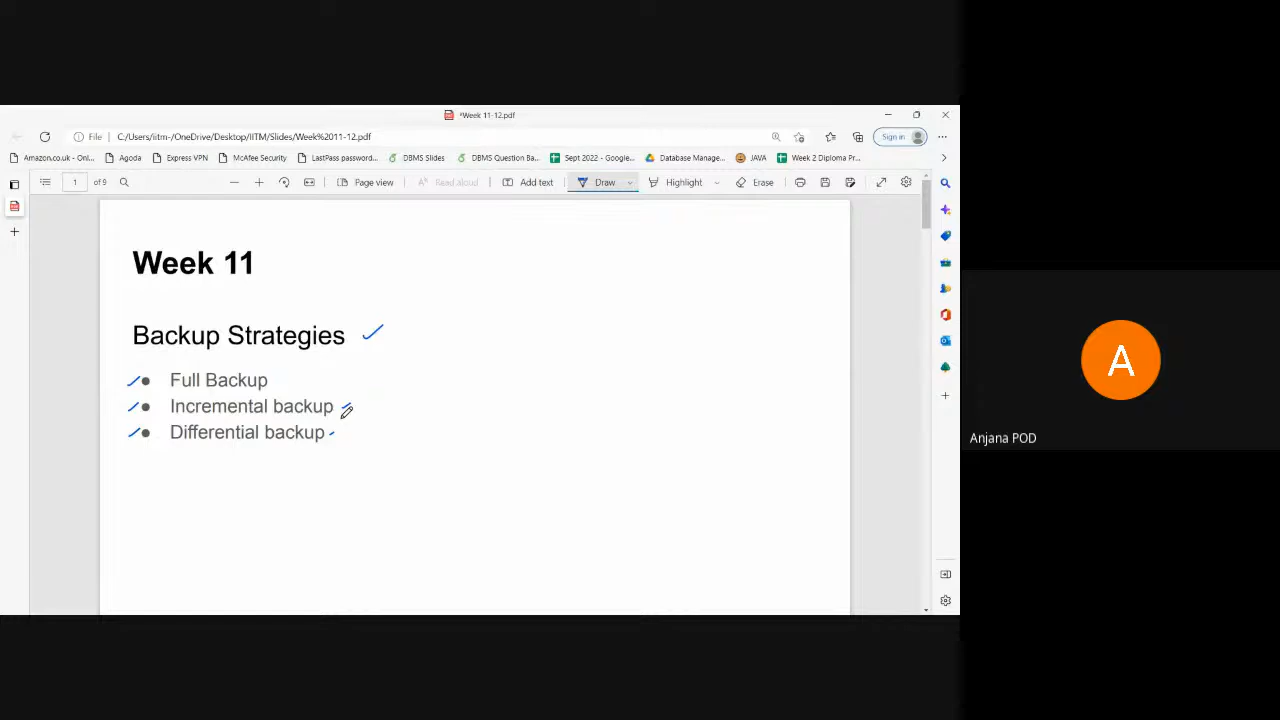 *Week 11-12.pdf
File C:/Users/iitm-/OneDrive/Desktop/IITM/Slides/Week%2011-12.pdf Sign in
Amazon.co.uk - Onl... Agoda Express VPN McAfee Security LastPass password... DBMS Slides DBMS Question Ba... Sept 2022 - Google... Database Manage... JAVA Week 2 Diploma Pr...
1 of 9 Page view Read aloud Add text Draw Highlight Erase
Week 11
Backup Strategies
Full Backup
Incremental backup
Differential backup
A
Anjana POD